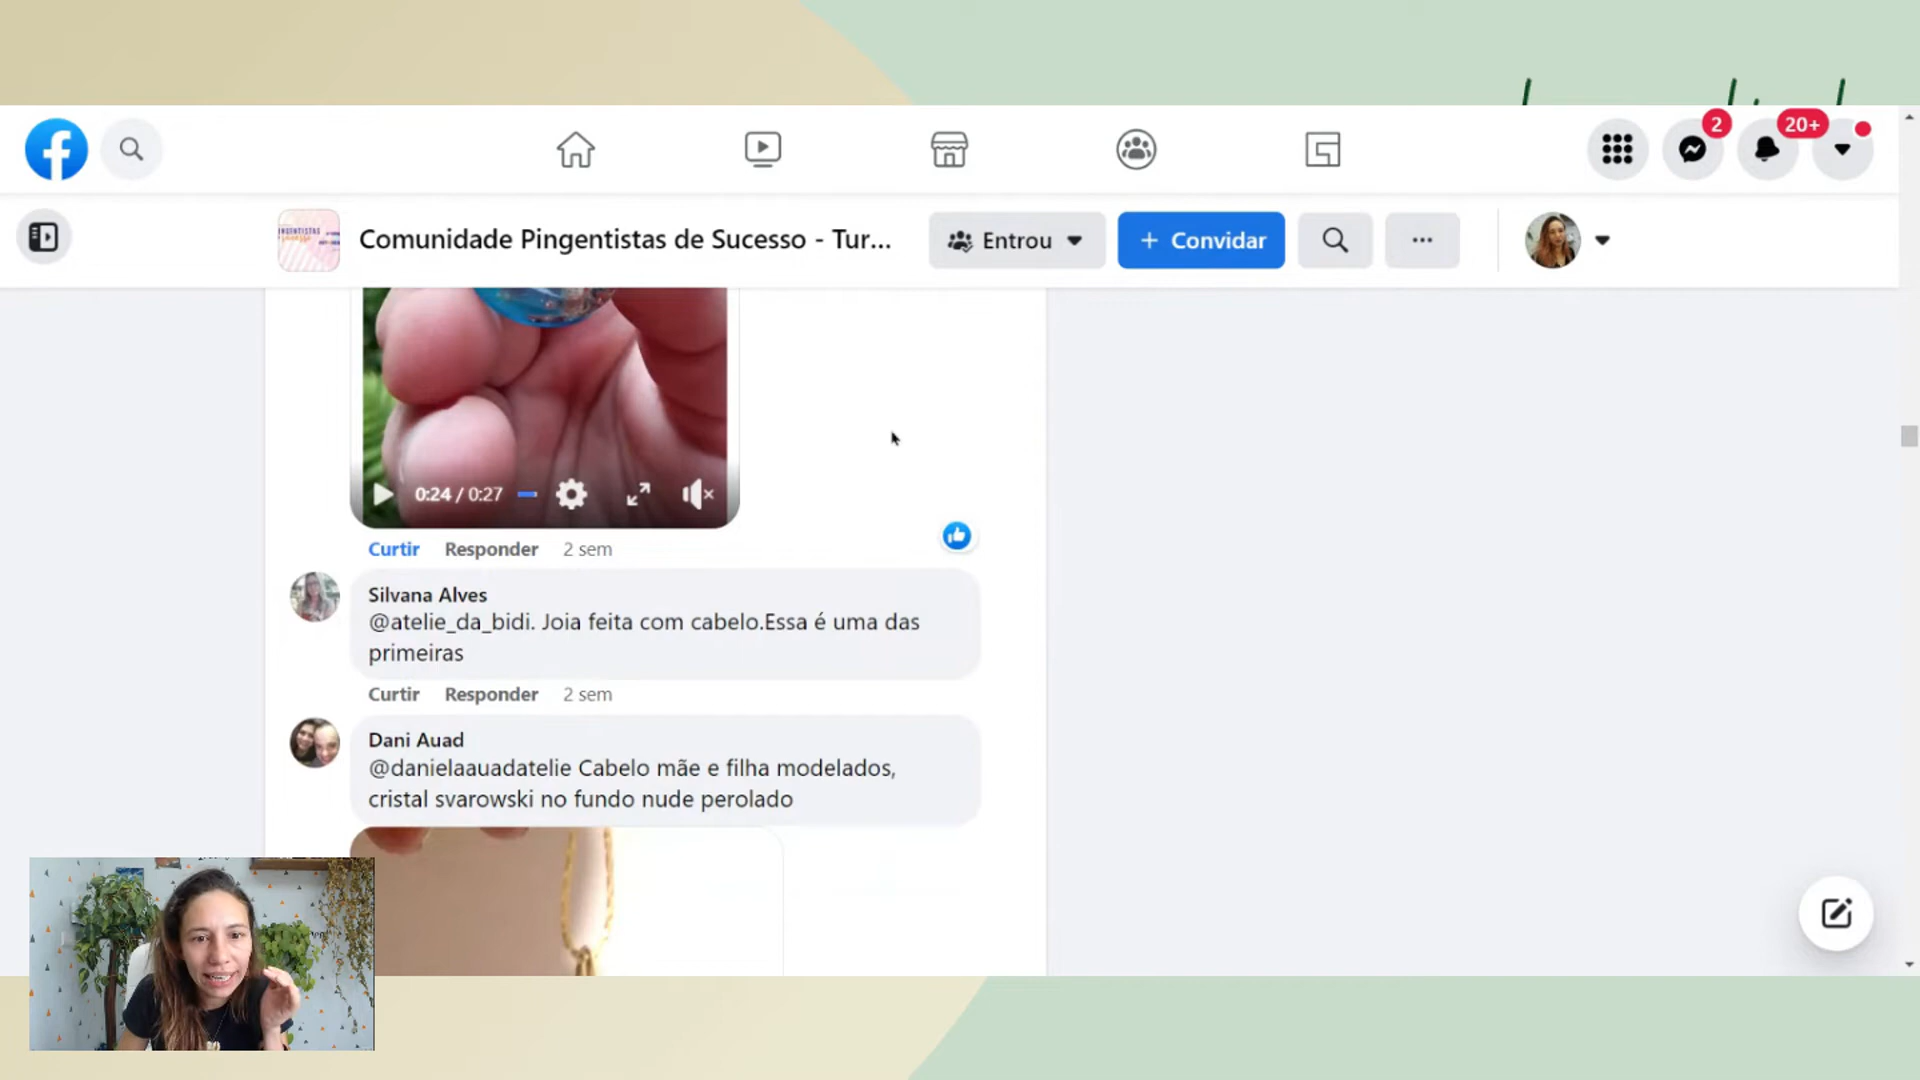 2
20+
Comunidade Pingentistas de Sucesso - Tur...
Entrou
+ Convidar
0:24 / 0:27
Curtir Responder 2 sem
Silvana Alves
@atelie_da_bidi. Joia feita com cabelo.Essa é uma das
primeiras
Curtir Responder 2 sem
Dani Auad
@danielaauadatelie Cabelo mãe e filha modelados,
cristal svarowski no fundo nude perolado